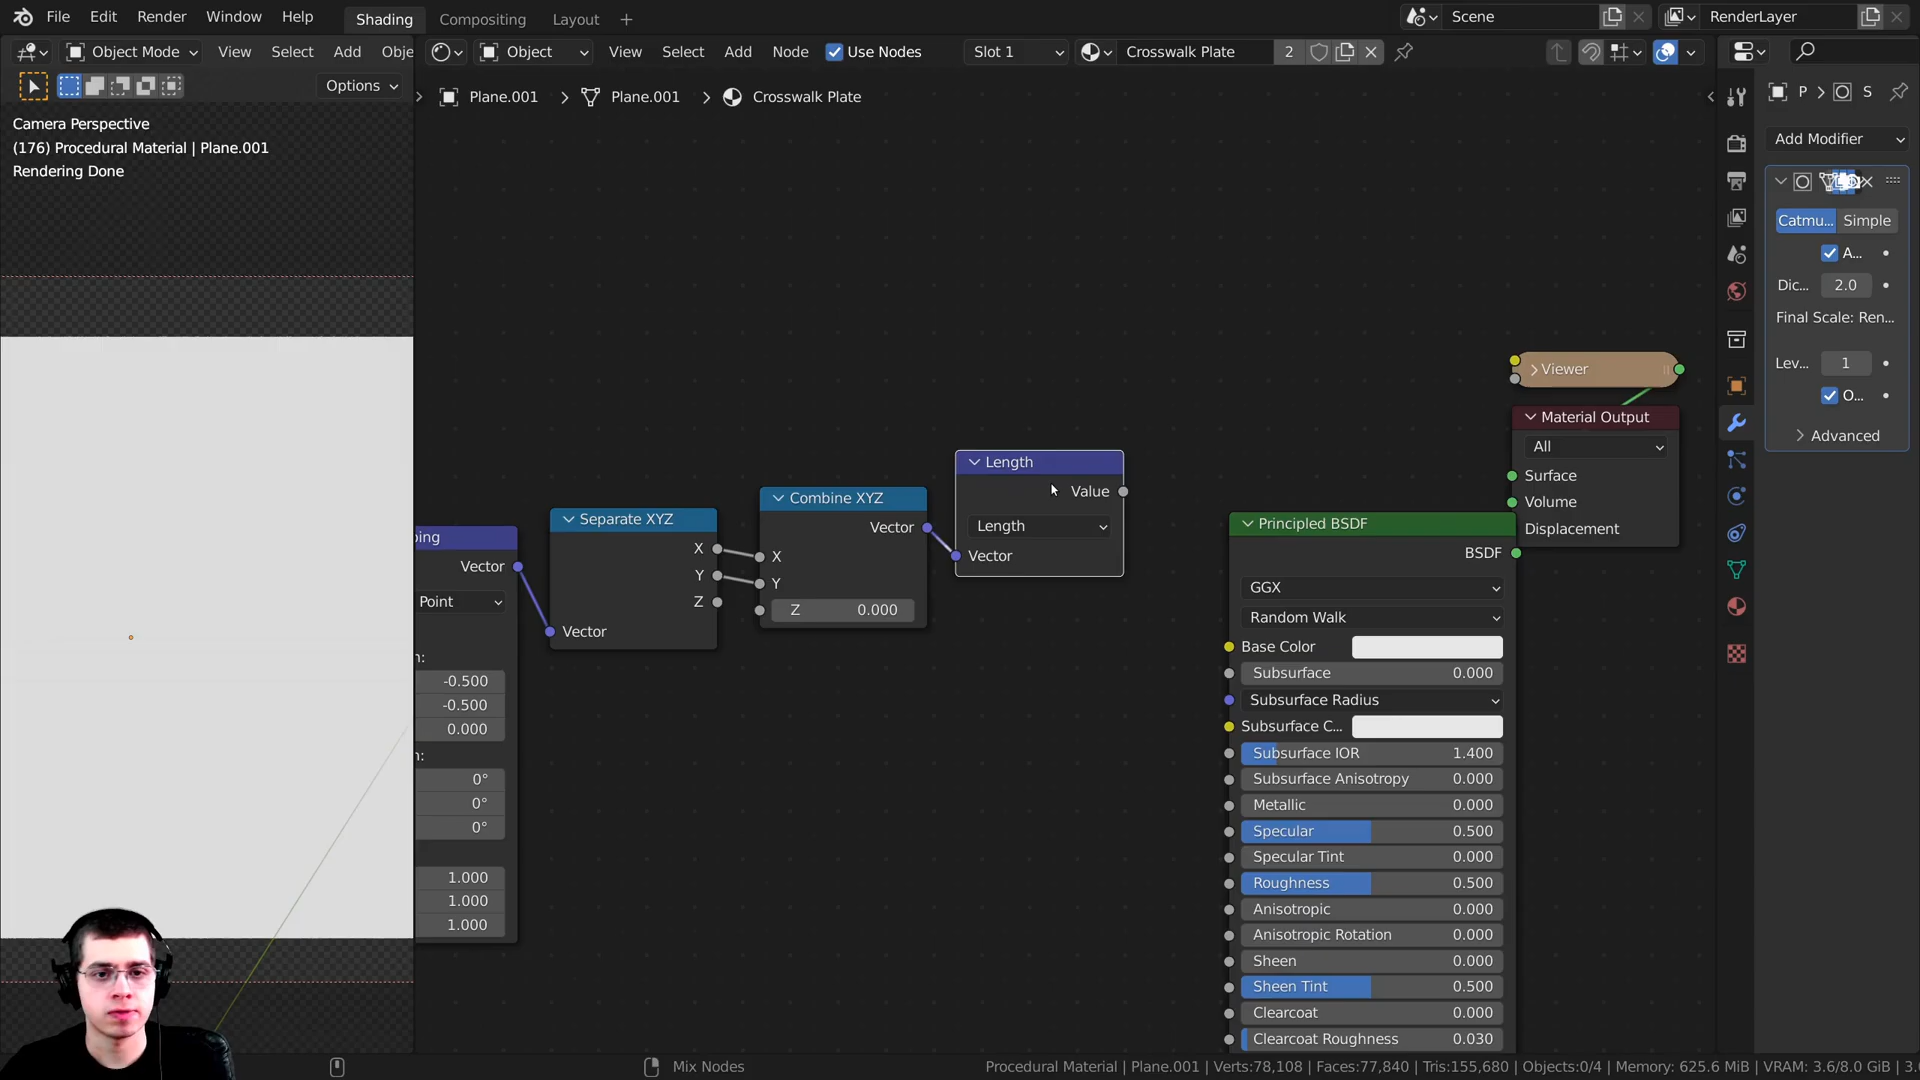 File Edit Render Window Help Shading Compositing Layout + Scene RenderLayer
Object Mode View Select Add Obje Object View Select Add Node Use Nodes Slot 1 Crosswalk Plate 2
Options
Plane.001 > Plane.001 > Crosswalk Plate
P > S
Camera Perspective
(176) Procedural Material | Plane.001
Rendering Done
Add Modifier
Catmu... Simple
A...
Dic... 2.0
Final Scale: Ren...
Lev... 1
O...
Advanced
Viewer
Material Output
All
Surface
Volume
Displacement
Length
Value
Length
Vector
Combine XYZ
Vector
X
Y
Z 0.000
Separate XYZ
X
Y
Z
Vector
ing
Vector
Point
:
-0.500
-0.500
0.000
:
0°
0°
0°
1.000
1.000
1.000
Principled BSDF
BSDF
GGX
Random Walk
Base Color
Subsurface 0.000
Subsurface Radius
Subsurface C...
Subsurface IOR 1.400
Subsurface Anisotropy 0.000
Metallic 0.000
Specular 0.500
Specular Tint 0.000
Roughness 0.500
Anisotropic 0.000
Anisotropic Rotation 0.000
Sheen 0.000
Sheen Tint 0.500
Clearcoat 0.000
Clearcoat Roughness 0.030
Mix Nodes
Procedural Material | Plane.001 | Verts:78,108 | Faces:77,840 | Tris:155,680 | Objects:0/4 | Memory: 625.6 MiB | VRAM: 3.6/8.0 GiB | 3.